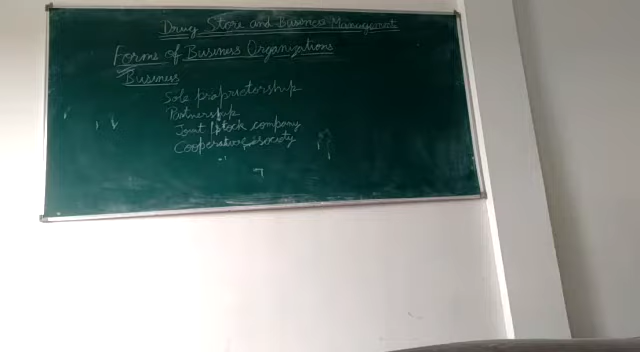 Drug Store and Business Management
Forms of Business Organizations
Business
Sole proprietorship
Partnership
Joint stock company
Cooperative society